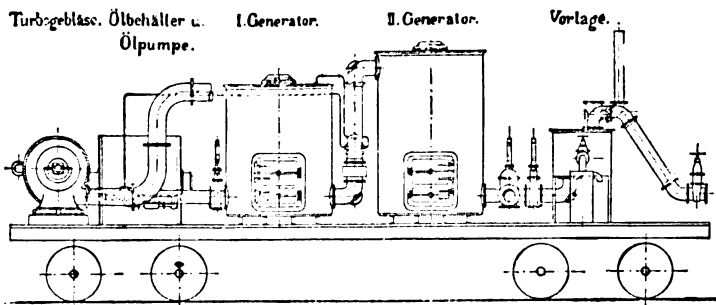 Turbogebläse. Ölbehälter u.
Ölpumpe.
I. Generator.
II. Generator.
Vorlage.